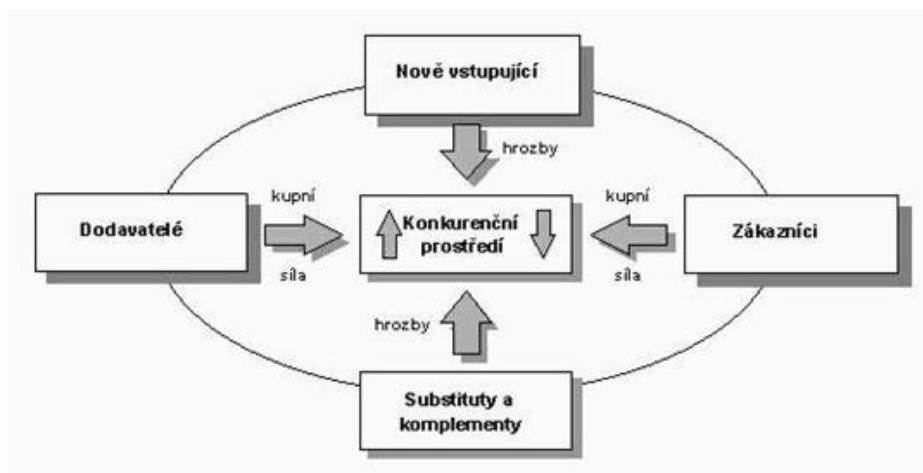 Nově vstupující
hrozby
kupní
Dodavatelé
síla
Konkurenční
prostředí
kupní
Zákazníci
síla
hrozby
Substituty a
komplementy